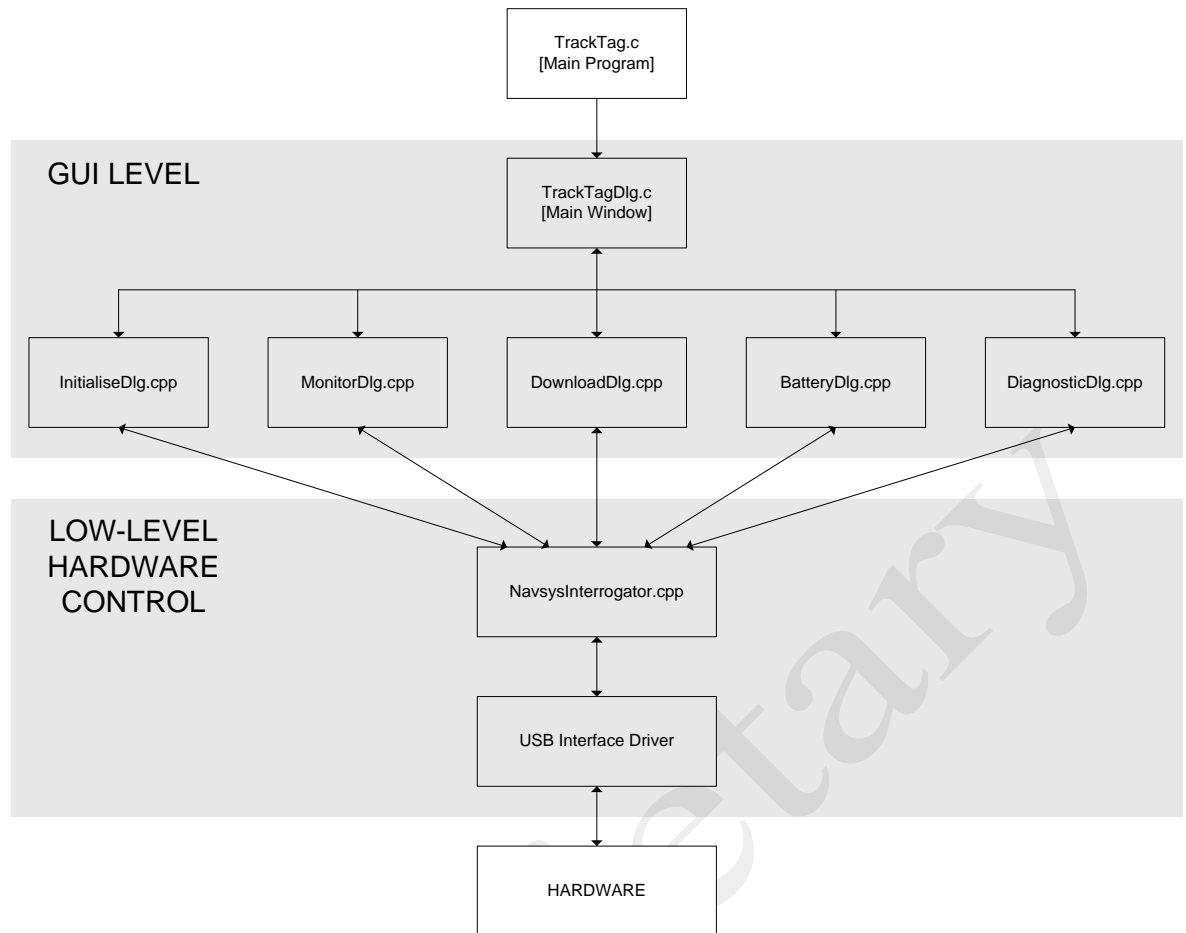 TrackTag.c
[Main Program]
GUI LEVEL
TrackTagDlg.c
[Main Window]
InitialiseDlg.cpp
MonitorDlg.cpp
DownloadDlg.cpp
BatteryDlg.cpp
DiagnosticDlg.cpp
LOW-LEVEL
HARDWARE
CONTROL
NavsysInterrogator.cpp
USB Interface Driver
HARDWARE
etary